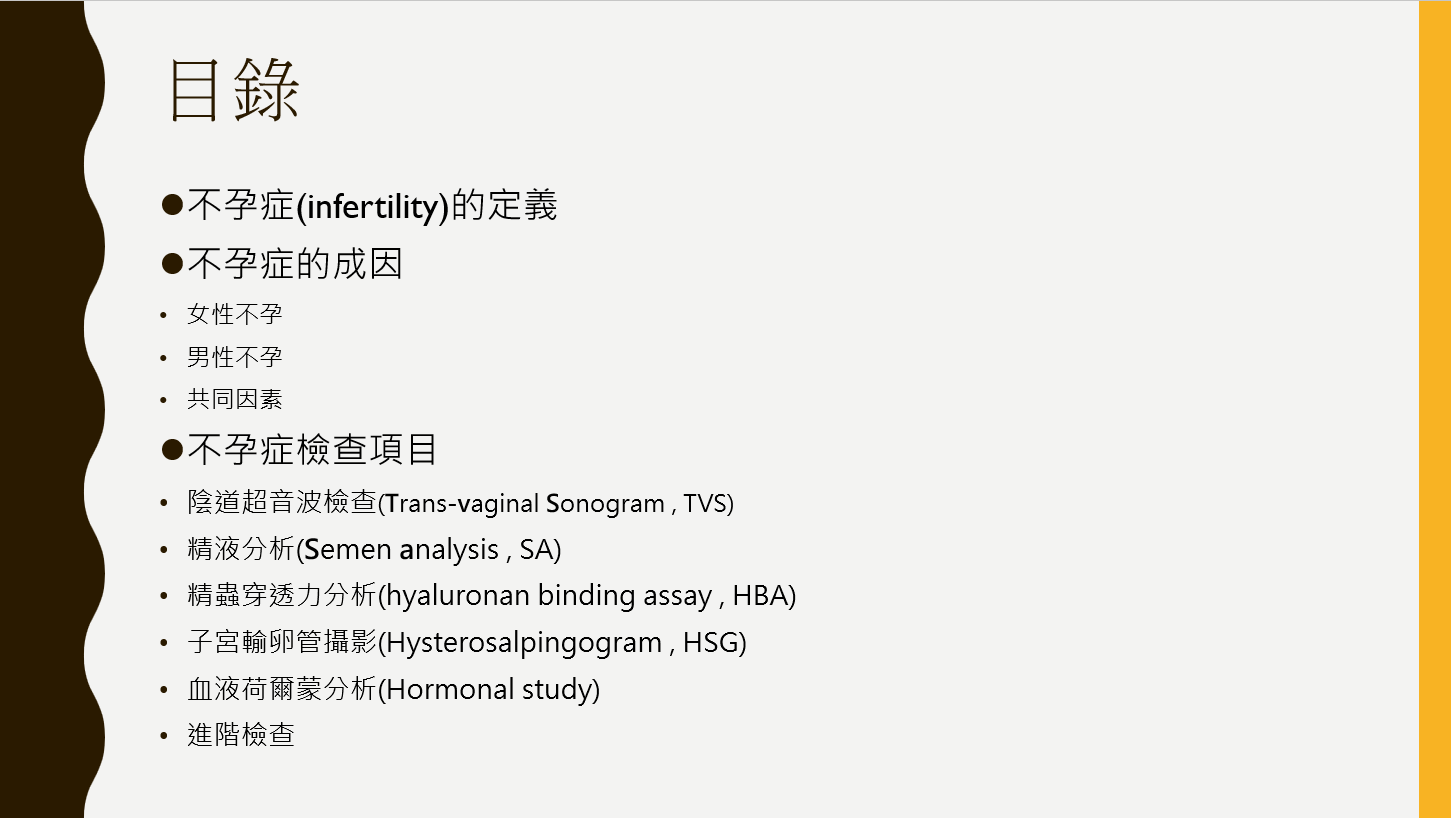 目錄
●不孕症(infertility)的定義
●不孕症的成因
• 女性不孕
• 男性不孕
• 共同因素
●不孕症檢查項目
• 陰道超音波檢查(Trans-vaginal Sonogram , TVS)
• 精液分析(Semen analysis , SA)
• 精蟲穿透力分析(hyaluronan binding assay , HBA)
• 子宮輸卵管攝影(Hysterosalpingogram , HSG)
• 血液荷爾蒙分析(Hormonal study)
• 進階檢查